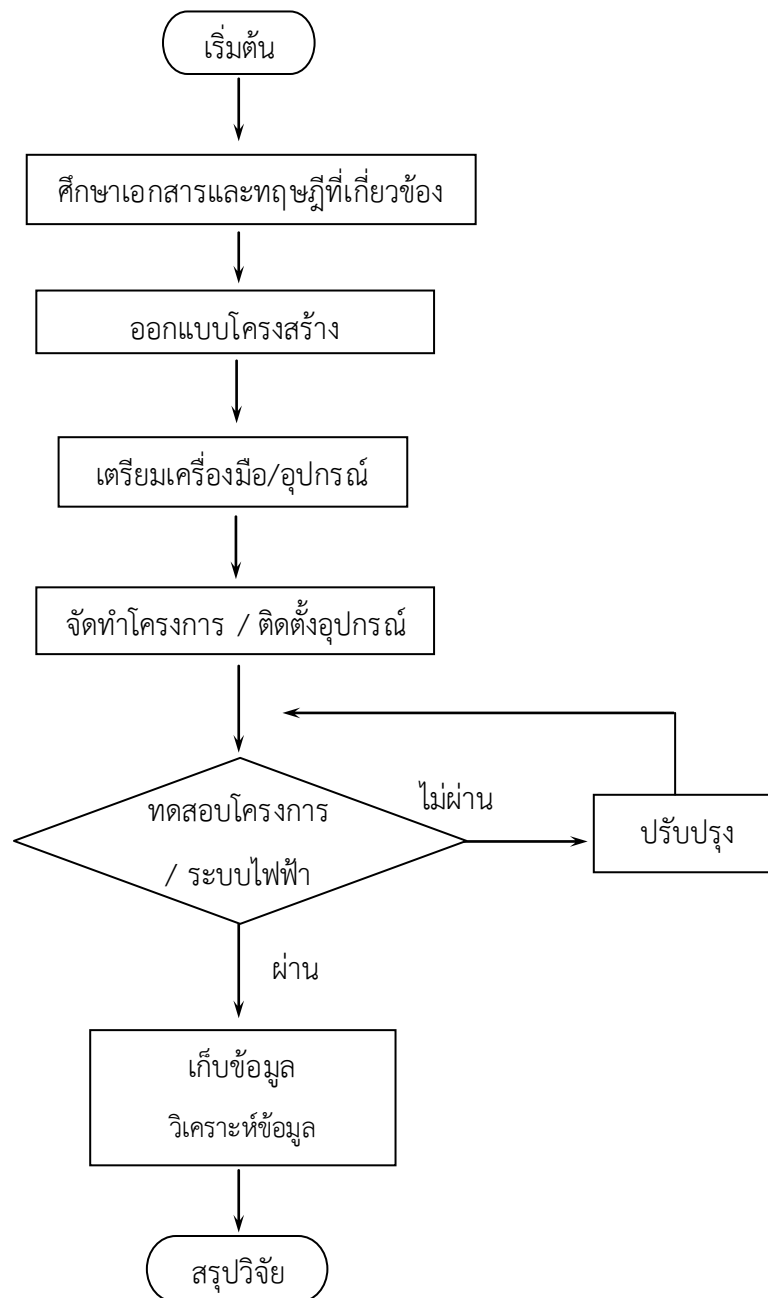 เริ่มต้น
ศึกษาเอกสารและทฤษฎีที่เกี่ยวข้อง
ออกแบบโครงสร้าง
เตรียมเครื่องมือ/อุปกรณ์
จัดทำโครงการ / ติดตั้งอุปกรณ์
ทดสอบโครงการ
/ ระบบไฟฟ้า
ไม่ผ่าน
ปรับปรุง
ผ่าน
เก็บข้อมูล
วิเคราะห์ข้อมูล
สรุปวิจัย